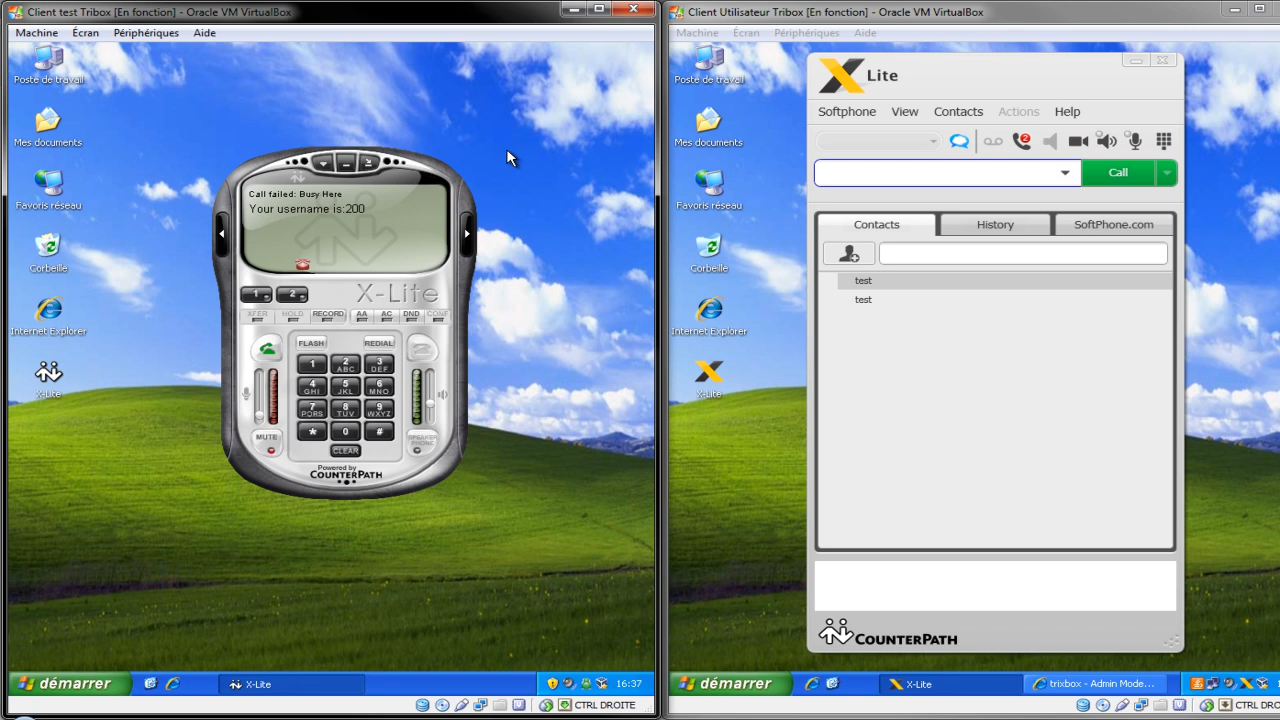 Client test Tribox [En fonction] - Oracle VM VirtualBox
Machine Écran Périphériques Aide
Poste de travail
Mes documents
Favoris réseau
Corbeille
Internet Explorer
X-Lite
Call failed: Busy Here
Your username is:200
1 2 X-Lite
XFER HOLD RECORD AA AC DND CONF
FLASH REDIAL
1 2 ABC 3 DEF
4 GHI 5 JKL 6 MNO
7 PQRS 8 TUV 9 WXYZ
* 0 #
MUTE SPEAKER PHONE
CLEAR
Powered by
COUNTERPATH
démarrer X-Lite 16:37
CTRL DROITE
Client Utilisateur Tribox [En fonction] - Oracle VM VirtualBox
Machine Écran Périphériques Aide
Poste de travail
Mes documents
Favoris réseau
Corbeille
Internet Explorer
X-Lite
X Lite
Softphone View Contacts Actions Help
2
Call
Contacts History SoftPhone.com
test
test
COUNTERPATH
démarrer X-Lite trixbox - Admin Mode...
CTRL DRO